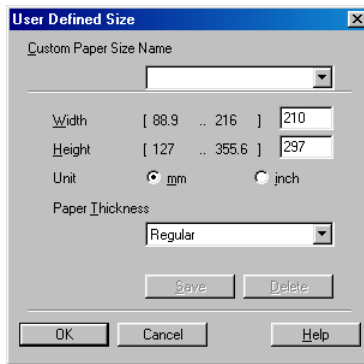 User Defined Size
Custom Paper Size Name
Width [ 88.9 .. 216 ] 210
Height [ 127 .. 355.6 ] 297
Unit mm inch
Paper Thickness
Regular
Save Delete
OK Cancel Help